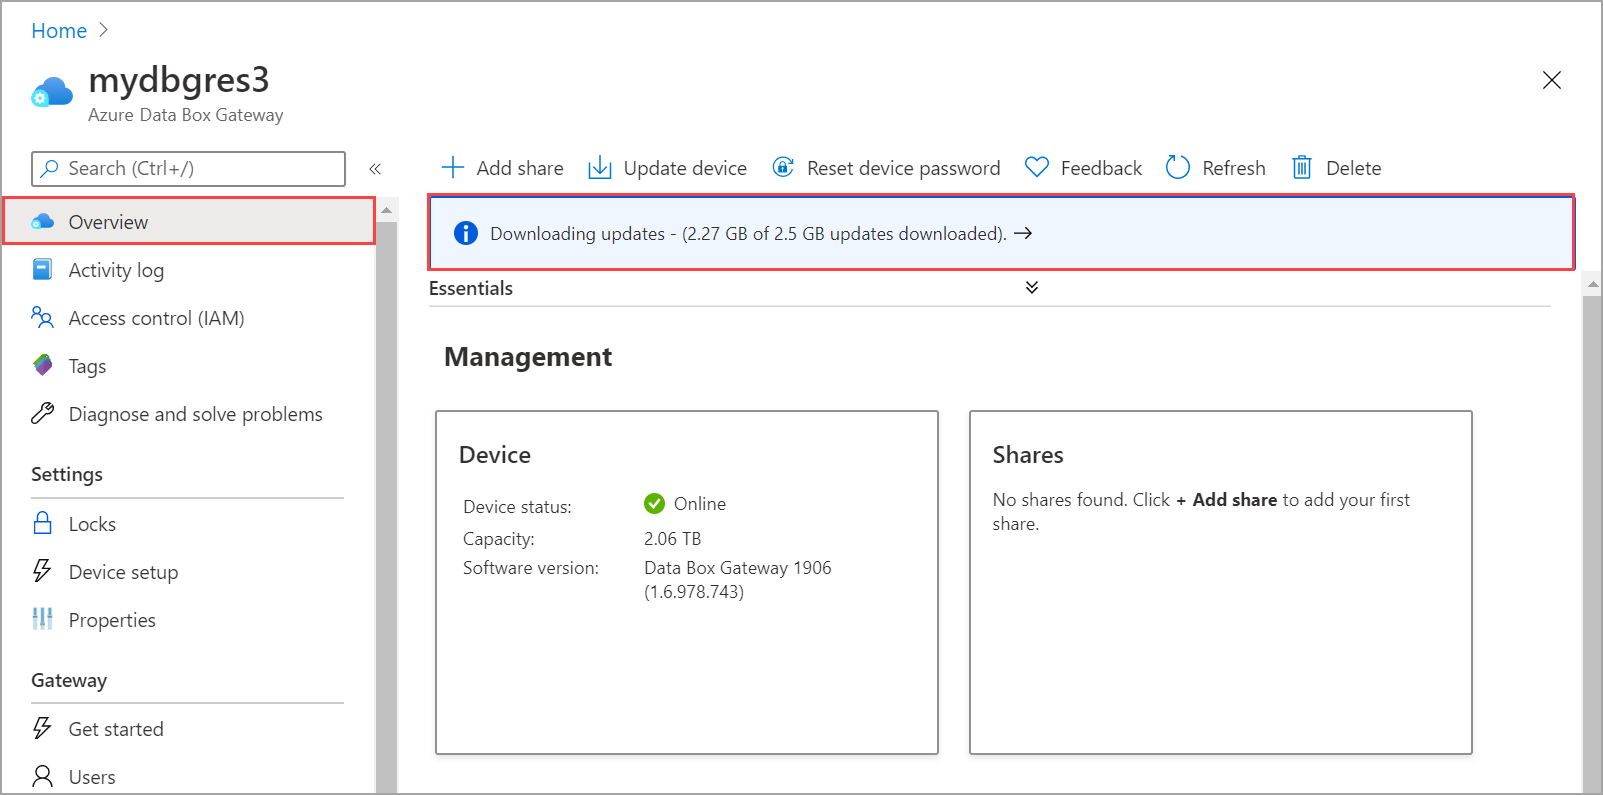 Home
mydbgres3
Azure Data Box Gateway
Search (Ctrl+/)
Overview
Activity log
Access control (IAM)
Tags
Diagnose and solve problems
Settings
Locks
Device setup
Properties
Gateway
Get started
Users
Add share Update device Reset device password Feedback Refresh Delete
Downloading updates - (2.27 GB of 2.5 GB updates downloaded). →
Essentials
Management
Device
Device status: Online
Capacity: 2.06 TB
Software version: Data Box Gateway 1906
(1.6.978.743)
Shares
No shares found. Click + Add share to add your first
share.